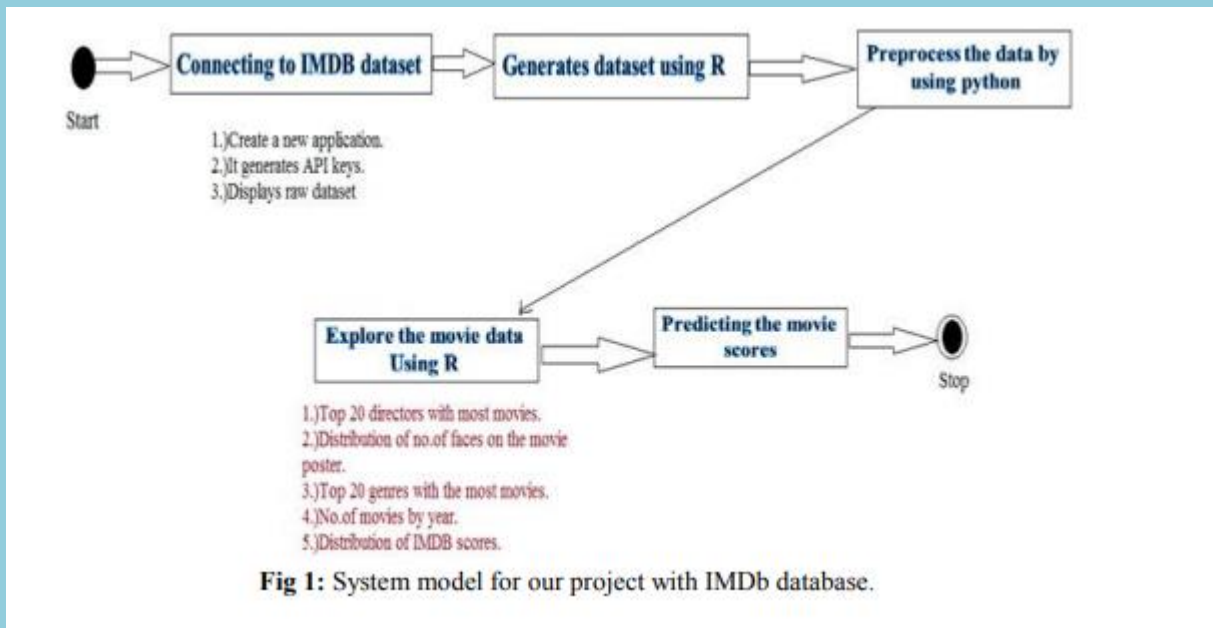 Connecting to IMDB dataset
Generates dataset using R
Preprocess the data by
using python
Start
1.)Create a new application.
2.)It generates API keys.
3.)Displays raw dataset
Explore the movie data
Using R
Predicting the movie
scores
Stop
1.)Top 20 directors with most movies.
2.)Distribution of no.of faces on the movie
poster.
3.)Top 20 genres with the most movies.
4.)No.of movies by year.
5.)Distribution of IMDB scores.
Fig 1: System model for our project with IMDb database.